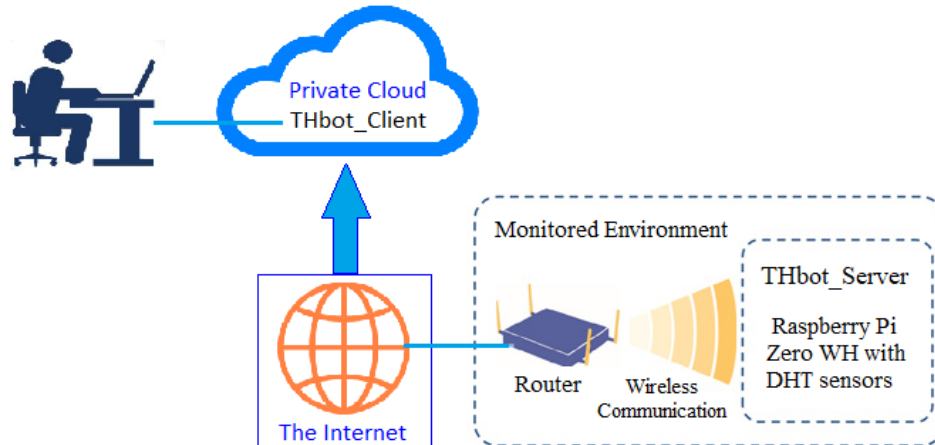 Private Cloud
THbot_Client
Monitored Environment
THbot_Server
Raspberry Pi
Zero WH with
DHT sensors
Router
Wireless
Communication
The Internet